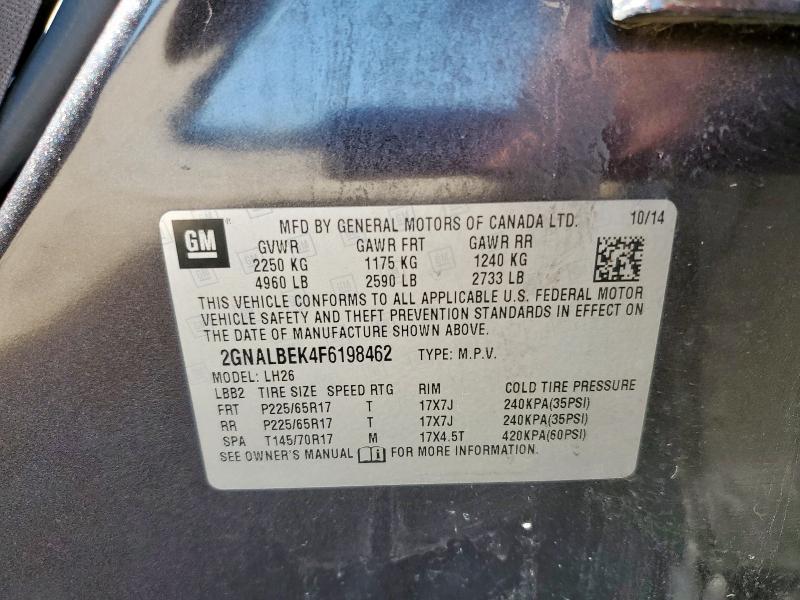 GM ® MFD BY GENERAL MOTORS OF CANADA LTD. 10/14
GVWR GAWR FRT GAWR RR
2250 KG 1175 KG 1240 KG
4960 LB 2590 LB 2733 LB
THIS VEHICLE CONFORMS TO ALL APPLICABLE U.S. FEDERAL MOTOR
VEHICLE SAFETY AND THEFT PREVENTION STANDARDS IN EFFECT ON
THE DATE OF MANUFACTURE SHOWN ABOVE.
2GNALBEK4F6198462 TYPE: M.P.V.
MODEL: LH26
LBB2 TIRE SIZE SPEED RTG RIM COLD TIRE PRESSURE
FRT P225/65R17 T 17X7J 240KPA(35PSI)
RR P225/65R17 T 17X7J 240KPA(35PSI)
SPA T145/70R17 M 17X4.5T 420KPA(60PSI)
SEE OWNER'S MANUAL FOR MORE INFORMATION.